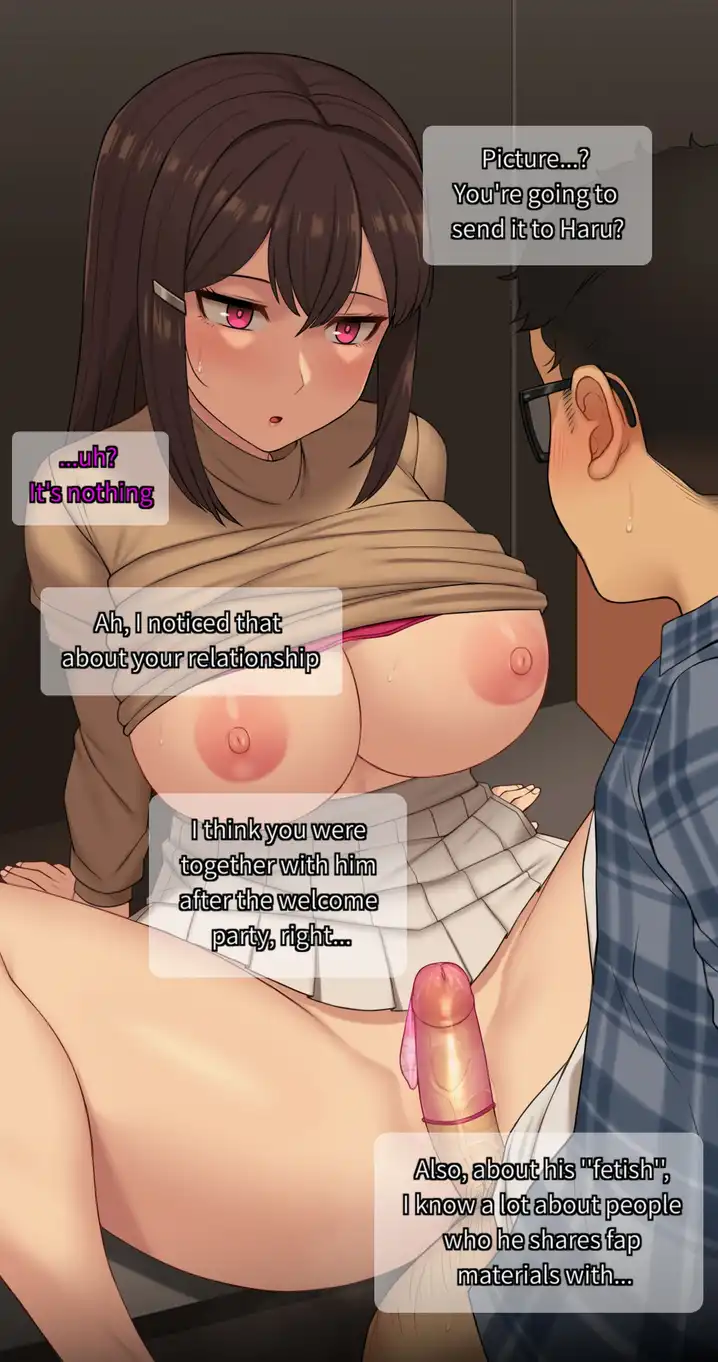 Picture...?
You're going to
send it to Haru?
...uh?
It's nothing
Ah, I noticed that
about your relationship
I think you were
together with him
after the welcome
party, right...
Also, about his "fetish",
I know a lot about people
who he shares fap
materials with...